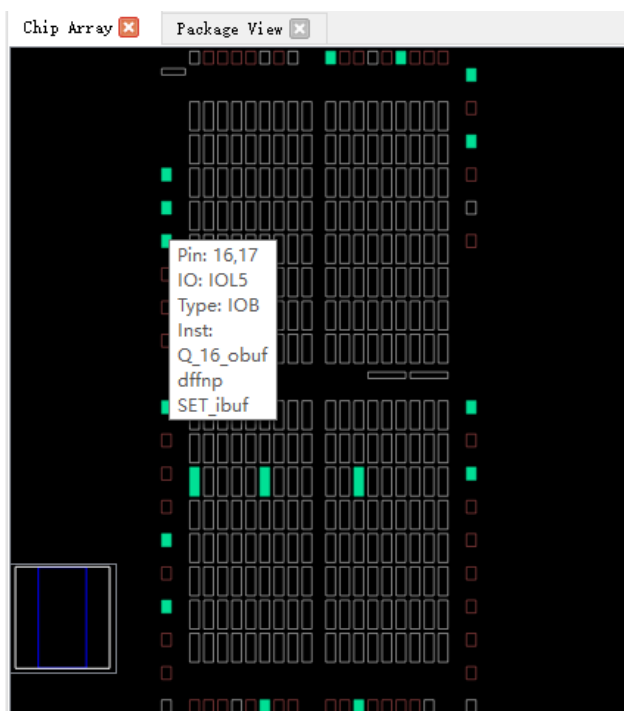 Chip Array
Package View
Pin: 16,17
IO: IOL5
Type: IOB
Inst:
Q_16_obuf
dffnp
SET_ibuf